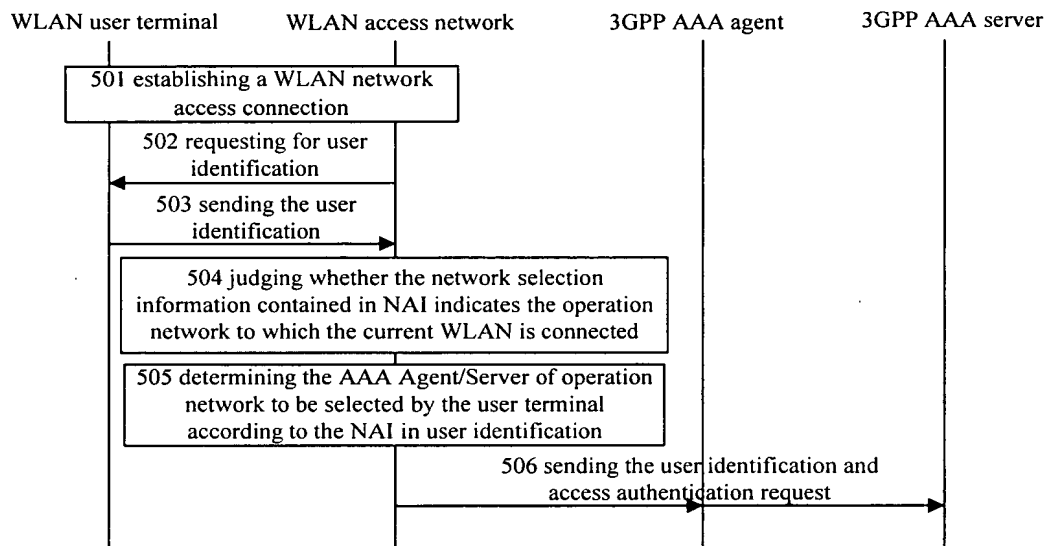 WLAN user terminal
WLAN access network
3GPP AAA agent
3GPP AAA server
501 establishing a WLAN network
access connection
502 requesting for user
identification
503 sending the user
identification
504 judging whether the network selection
information contained in NAI indicates the operation
network to which the current WLAN is connected
505 determining the AAA Agent/Server of operation
network to be selected by the user terminal
according to the NAI in user identification
506 sending the user identification and
access authentication request